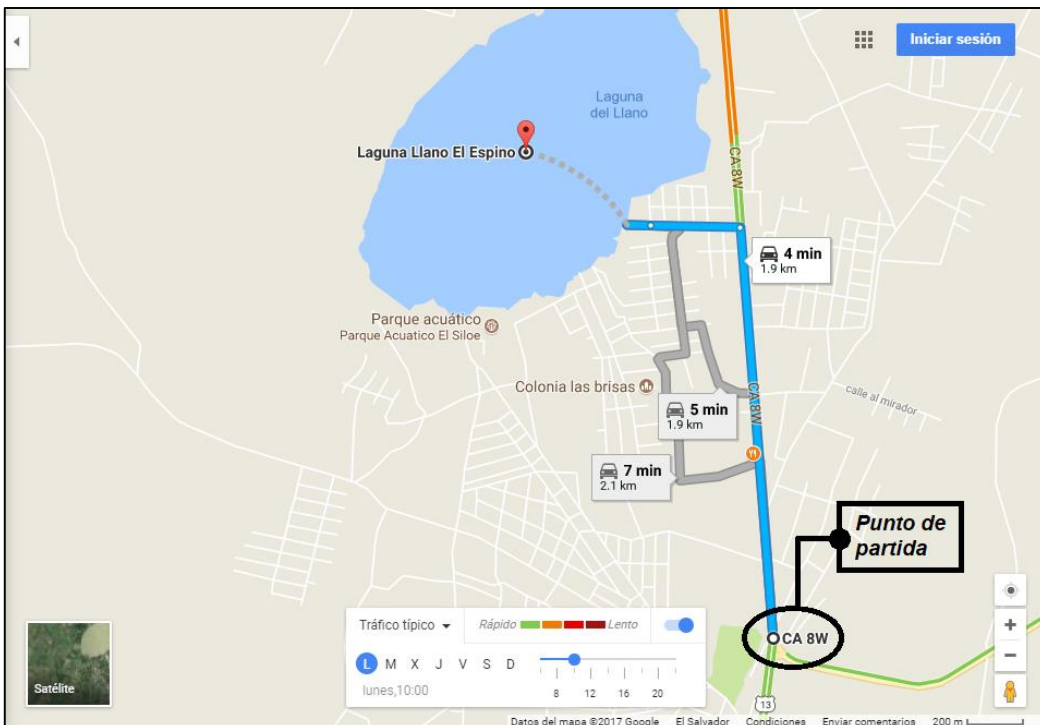 Iniciar sesión
Laguna
del Llano
Laguna Llano El Espino
CA 8W
4 min
1.9 km
Parque acuático
Parque Acuatico El Siloe
Colonia las brisas
CA 8W
calle al mirador
5 min
1.9 km
7 min
2.1 km
Punto de
partida
CA 8W
Tráfico típico
Rápido
Lento
L M X J V S D
lunes,10:00
8 12 16 20
Satélite
13
Datos del mapa ©2017 Google El Salvador Condiciones Enviar comentarios 200 m